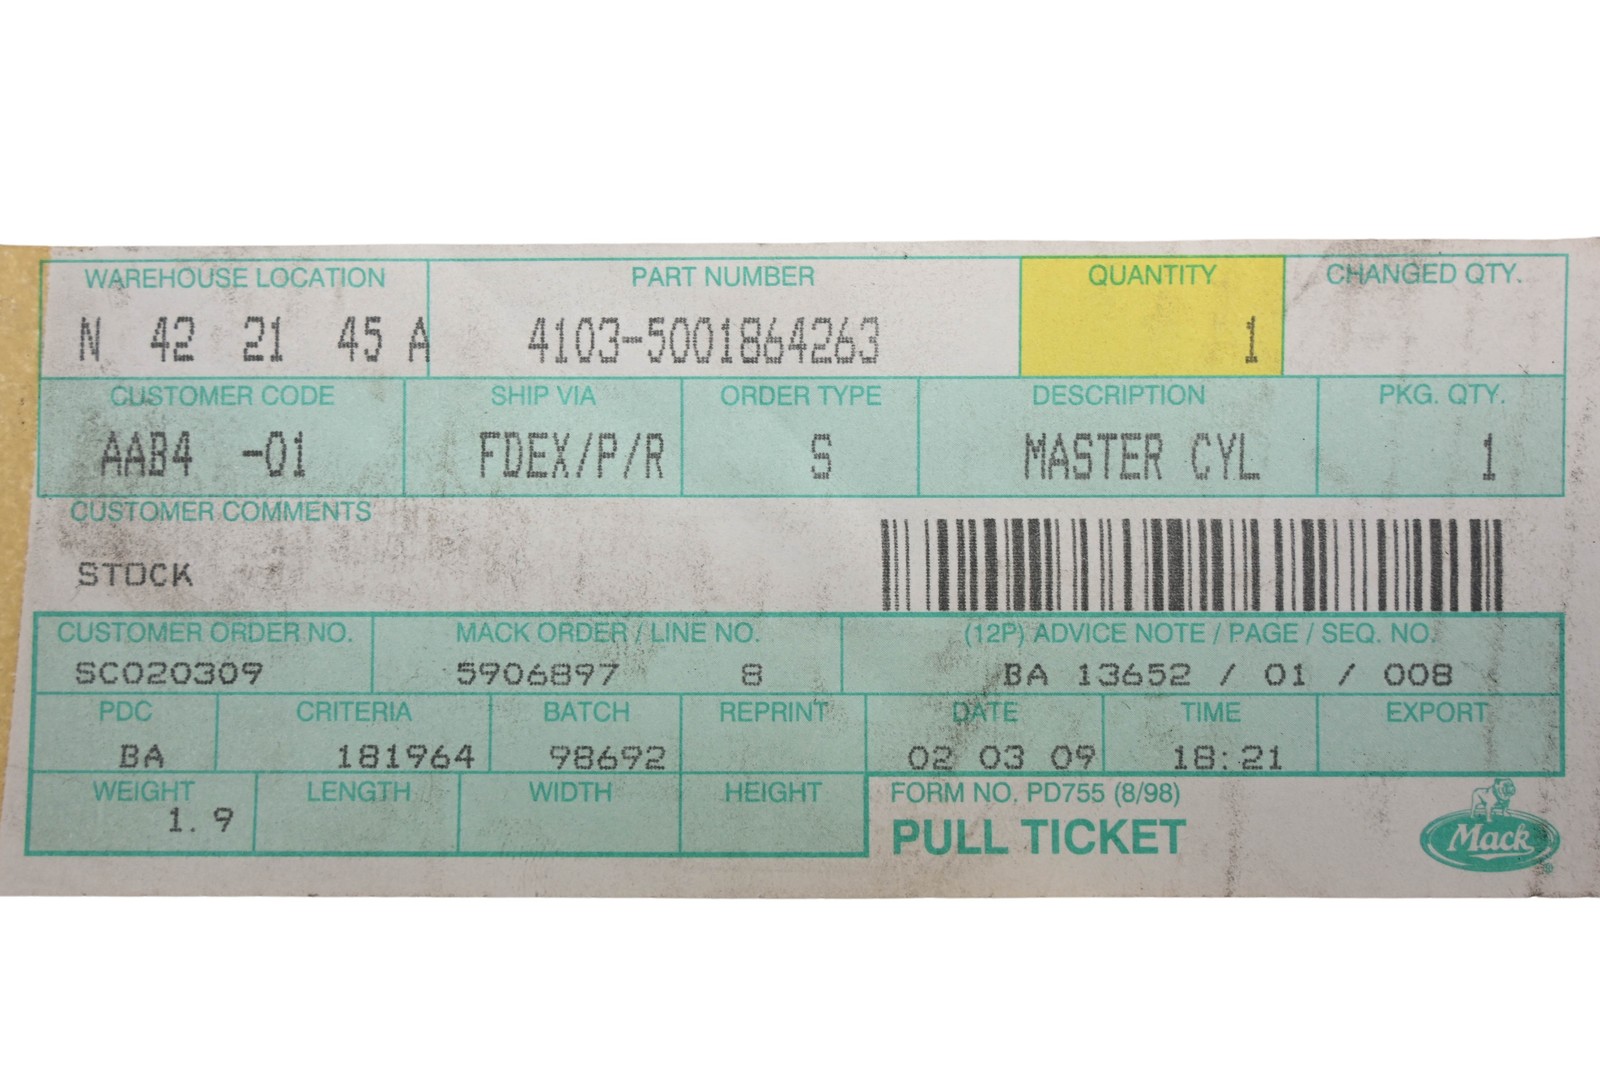 WAREHOUSE LOCATION PART NUMBER QUANTITY CHANGED QTY.
N 42 21 45 A 4103-5001864263 1
CUSTOMER CODE SHIP VIA ORDER TYPE DESCRIPTION PKG. QTY.
AAB4 -01 FDEX/P/R S MASTER CYL 1
CUSTOMER COMMENTS
STOCK
CUSTOMER ORDER NO. MACK ORDER / LINE NO. (12P) ADVICE NOTE / PAGE / SEQ. NO.
SC020309 5906897 8 BA 13652 / 01 / 008
PDC CRITERIA BATCH REPRINT DATE TIME EXPORT
BA 181964 98692 02 03 09 18:21
WEIGHT LENGTH WIDTH HEIGHT FORM NO. PD755 (8/98)
1.9 PULL TICKET Mack